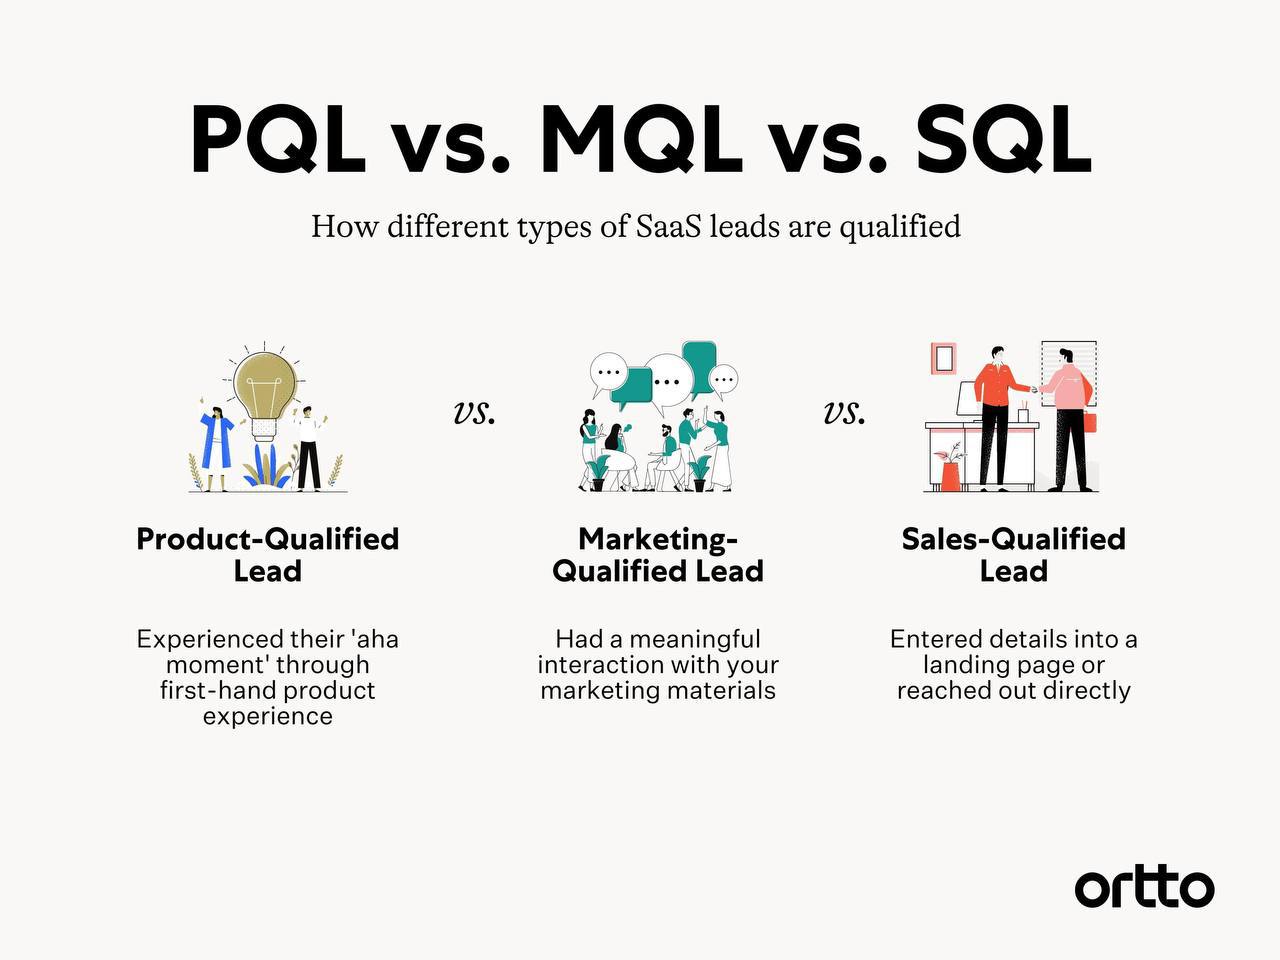 PQL vs. MQL vs. SQL
How different types of SaaS leads are qualified
vs.
vs.
Product-Qualified
Lead
Experienced their 'aha
moment' through
first-hand product
experience
Marketing-
Qualified Lead
Had a meaningful
interaction with your
marketing materials
Sales-Qualified
Lead
Entered details into a
landing page or
reached out directly
ortto